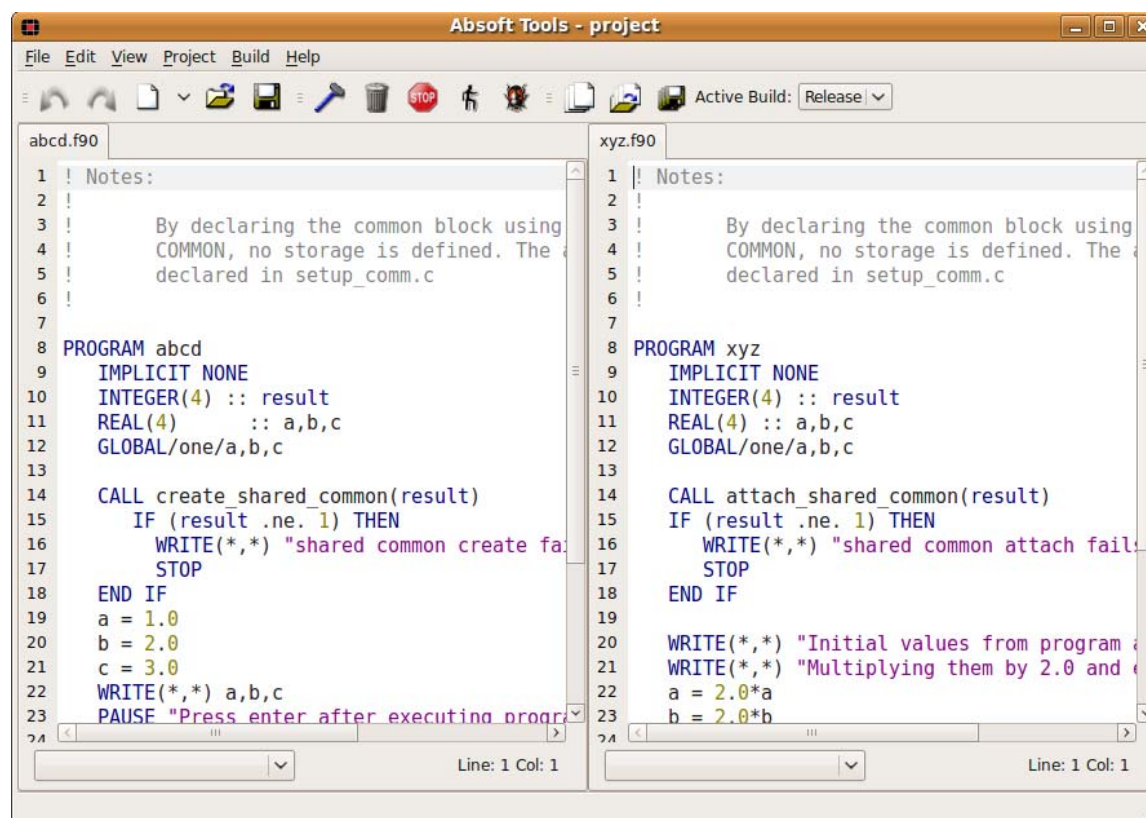 Absoft Tools - project
File Edit View Project Build Help
STOP Active Build: Release
abcd.f90
1 ! Notes:
2 !
3 ! By declaring the common block using
4 ! COMMON, no storage is defined. The
5 ! declared in setup_comm.c
6 !
7
8 PROGRAM abcd
9 IMPLICIT NONE
10 INTEGER(4) :: result
11 REAL(4) :: a,b,c
12 GLOBAL/one/a,b,c
13
14 CALL create_shared_common(result)
15 IF (result .ne. 1) THEN
16 WRITE(*,*) "shared common create
17 STOP
18 END IF
19 a = 1.0
20 b = 2.0
21 c = 3.0
22 WRITE(*,*) a,b,c
23 PAUSE "Press enter after executing
24
Line: 1 Col: 1
xyz.f90
1 ! Notes:
2 !
3 ! By declaring the common block using
4 ! COMMON, no storage is defined. The
5 ! declared in setup_comm.c
6 !
7
8 PROGRAM xyz
9 IMPLICIT NONE
10 INTEGER(4) :: result
11 REAL(4) :: a,b,c
12 GLOBAL/one/a,b,c
13
14 CALL attach_shared_common(result)
15 IF (result .ne. 1) THEN
16 WRITE(*,*) "shared common attach fails
17 STOP
18 END IF
19
20 WRITE(*,*) "Initial values from program
21 WRITE(*,*) "Multiplying them by 2.0 and
22 a = 2.0*a
23 b = 2.0*b
24
Line: 1 Col: 1